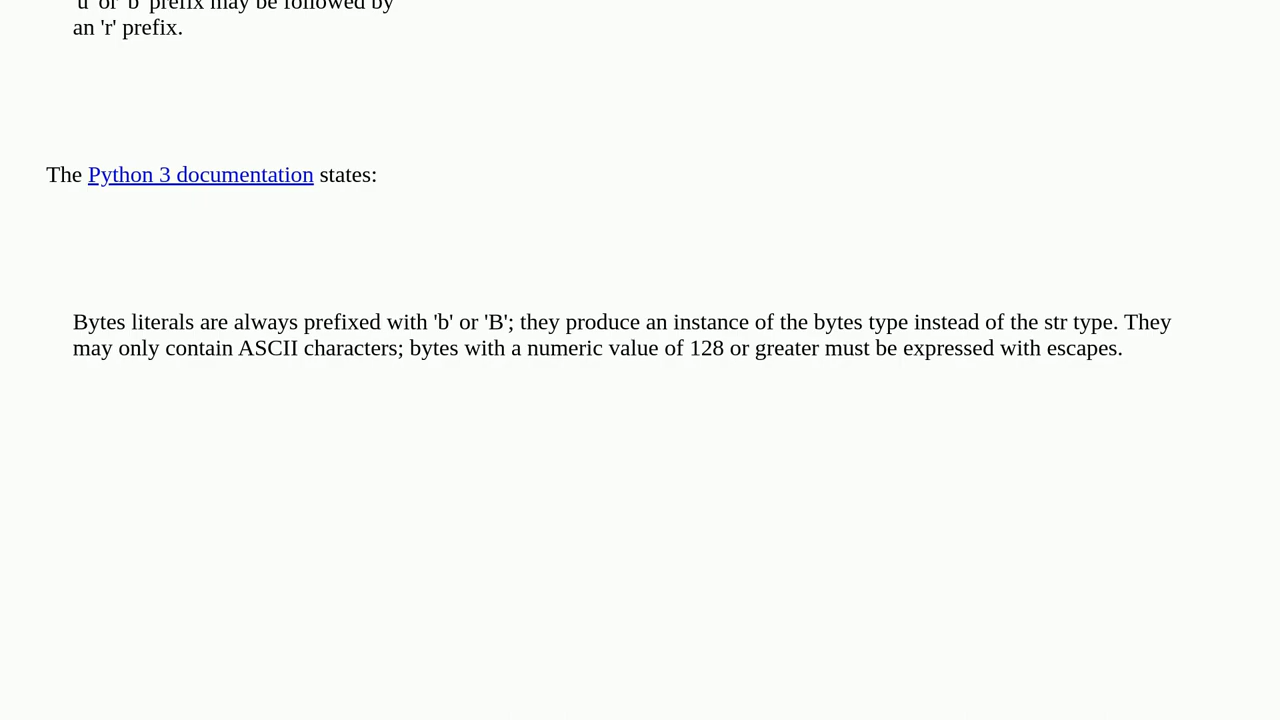 'u' or 'b' prefix may be followed by
an 'r' prefix.
The Python 3 documentation states:
Bytes literals are always prefixed with 'b' or 'B'; they produce an instance of the bytes type instead of the str type. They
may only contain ASCII characters; bytes with a numeric value of 128 or greater must be expressed with escapes.